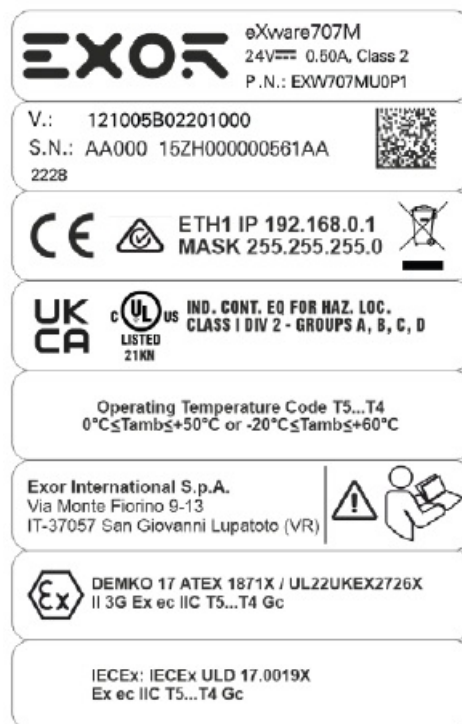 EXOR
eXware707M
24V 0.50A, Class 2
P.N.: EXW707MU0P1
V.: 121005B02201000
S.N.: AA000 15ZH000000561AA
2228
CE
ETH1 IP 192.168.0.1
MASK 255.255.255.0
UK
CA
C UL US
LISTED
21KN
IND. CONT. EQ FOR HAZ. LOC.
CLASS I DIV 2 - GROUPS A, B, C, D
Operating Temperature Code T5...T4
0°C≤Tamb≤+50°C or -20°C≤Tamb≤+60°C
Exor International S.p.A.
Via Monte Fiorino 9-13
IT-37057 San Giovanni Lupatoto (VR)
Ex
DEMKO 17 ATEX 1871X / UL22UKEX2726X
II 3G Ex ec IIC T5...T4 Gc
IECEx: IECEx ULD 17.0019X
Ex ec IIC T5...T4 Gc